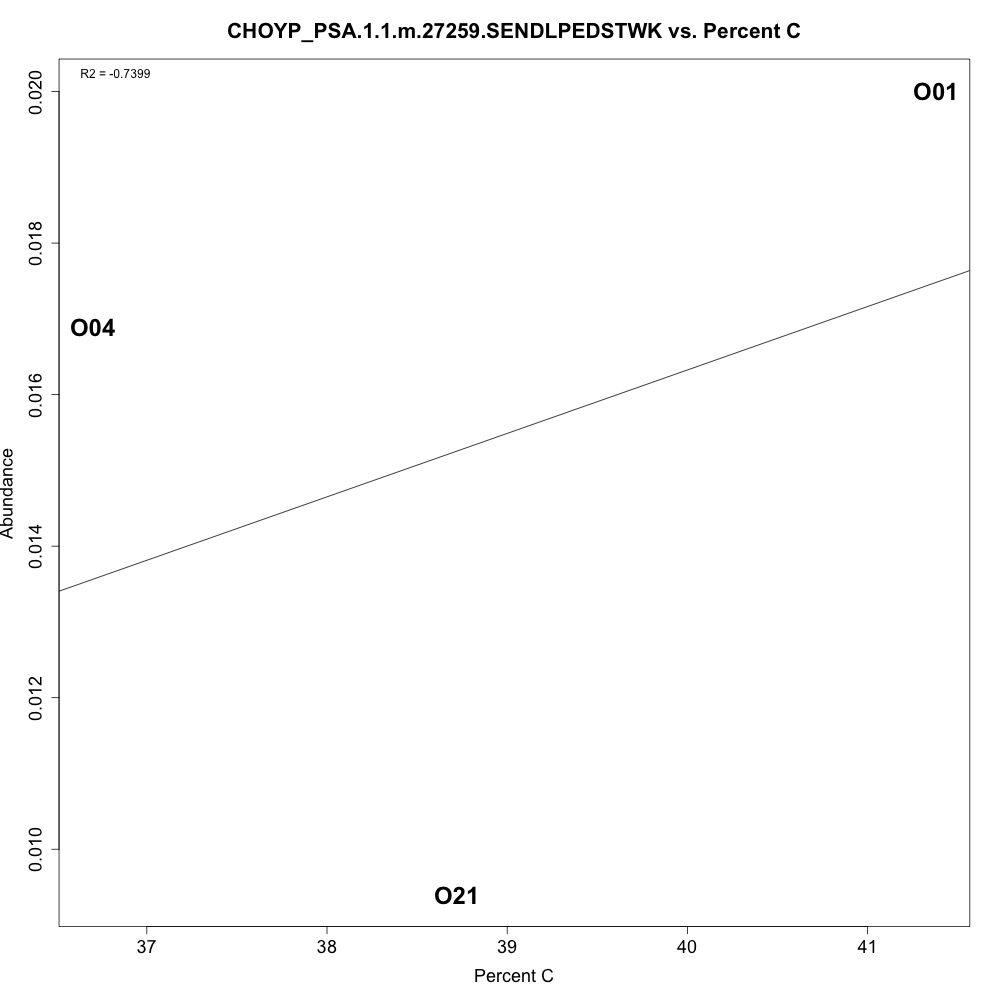 CHOYP_PSA.1.1.m.27259.SENDLPEDSTWK vs. Percent C
R2 = -0.7399
O01
O04
O21
Abundance
0.020
0.018
0.016
0.014
0.012
0.010
37 38 39 40 41
Percent C